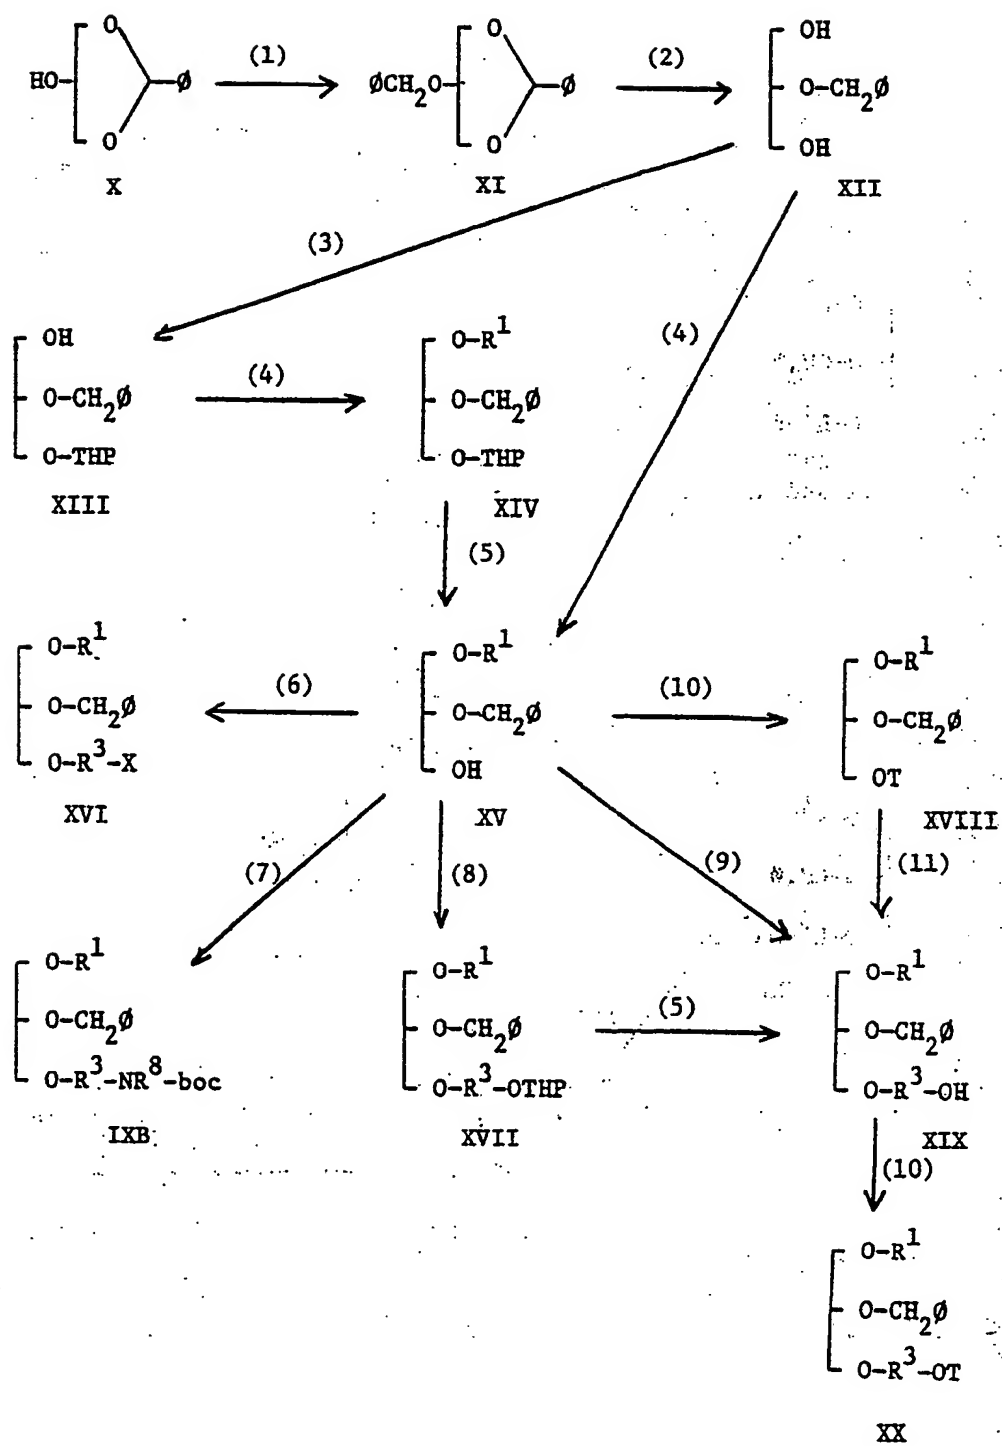 O (1) O (2) OH
HO Ø ØCH2O Ø O-CH2Ø
O O OH
X XI XII
(3)
OH O-R1 (4)
(4)
O-CH2Ø O-CH2Ø
O-THP O-THP
XIII XIV
(5)
O-R1 O-R1 O-R1
(6) (10)
O-CH2Ø O-CH2Ø O-CH2Ø
O-R3-X OH OT
XVI XV XVIII
(7) (8) (9) (11)
O-R1 O-R1 O-R1
(5)
O-CH2Ø O-CH2Ø O-CH2Ø
O-R3-NR8-boc O-R3-OTHP O-R3-OH
IXB XVII XIX
(10)
O-R1
O-CH2Ø
O-R3-OT
XX